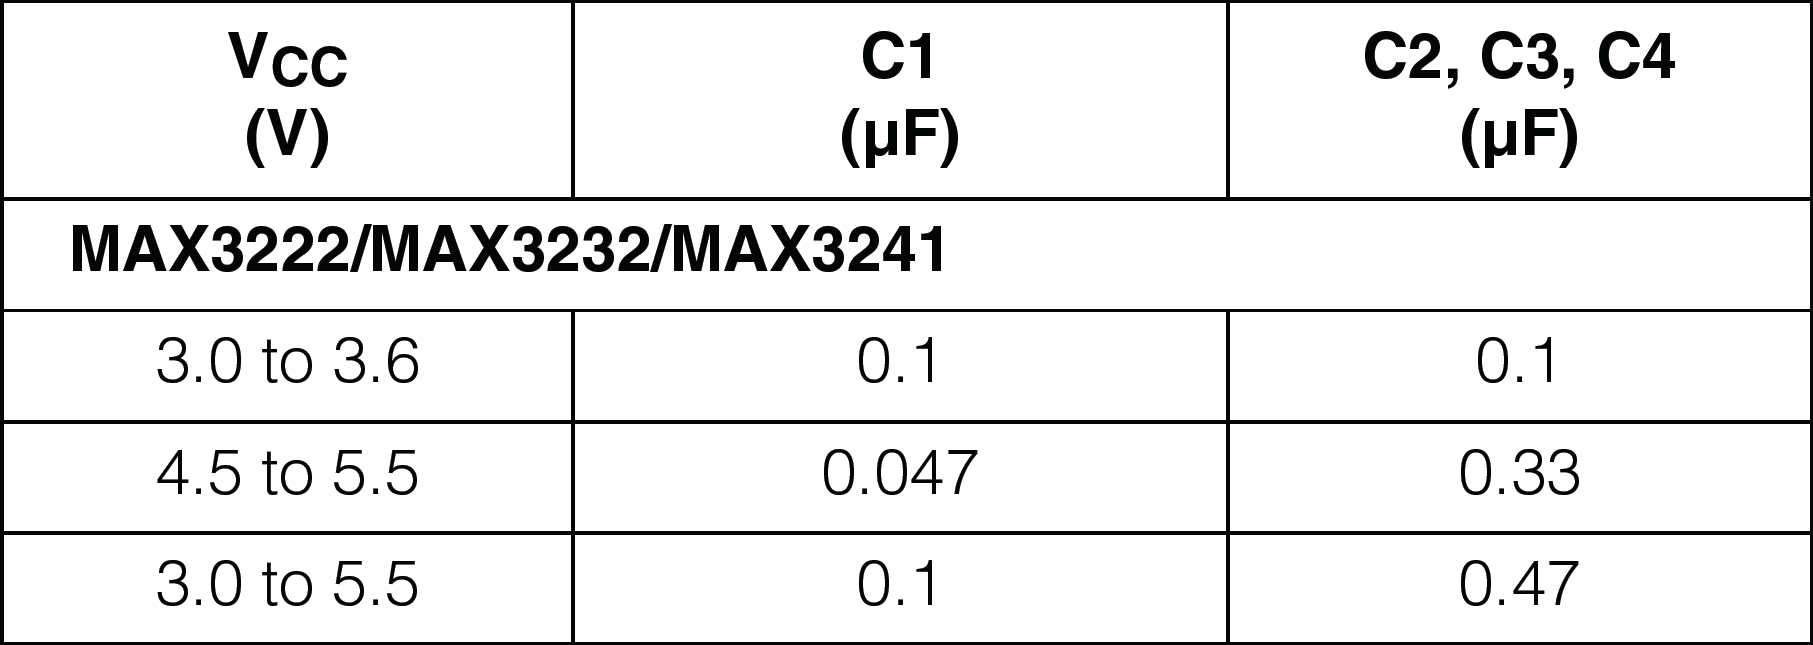 VCC C1 C2, C3, C4
(V) (µF) (µF)
MAX3222/MAX3232/MAX3241
3.0 to 3.6 0.1 0.1
4.5 to 5.5 0.047 0.33
3.0 to 5.5 0.1 0.47